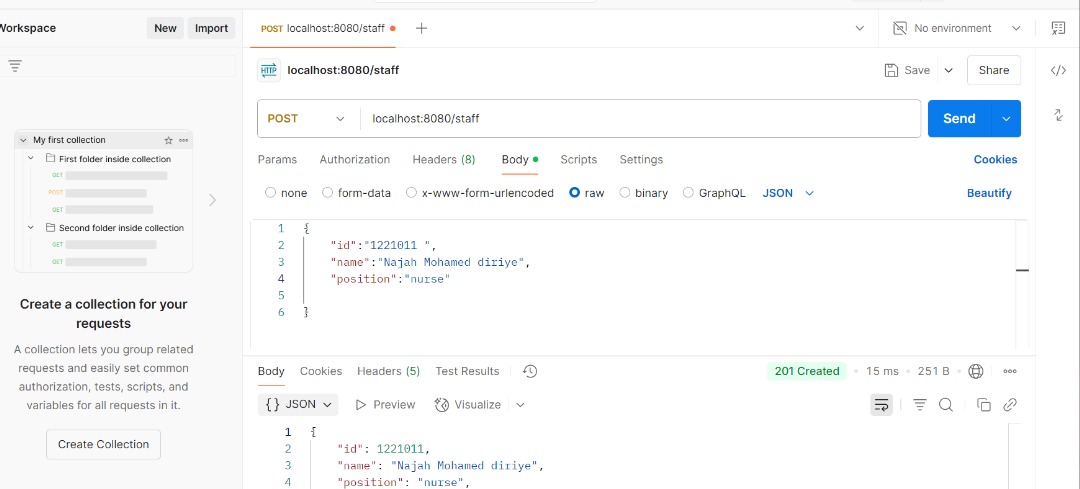 Workspace
New
Import
POST localhost:8080/staff
No environment
HTTP
localhost:8080/staff
Save
Share
POST
localhost:8080/staff
Send
Params
Authorization
Headers (8)
Body
Scripts
Settings
Cookies
none
form-data
x-www-form-urlencoded
raw
binary
GraphQL
JSON
Beautify
1 {
2 "id":"1221011 ",
3 "name":"Najah Mohamed diriye",
4 "position":"nurse"
5
6 }
My first collection
First folder inside collection
GET
POST
GET
Second folder inside collection
GET
GET
Create a collection for your
requests
A collection lets you group related
requests and easily set common
authorization, tests, scripts, and
variables for all requests in it.
Create Collection
Body
Cookies
Headers (5)
Test Results
201 Created
15 ms
251 B
{} JSON
Preview
Visualize
1 {
2 "id": 1221011,
3 "name": "Najah Mohamed diriye",
4 "position": "nurse",